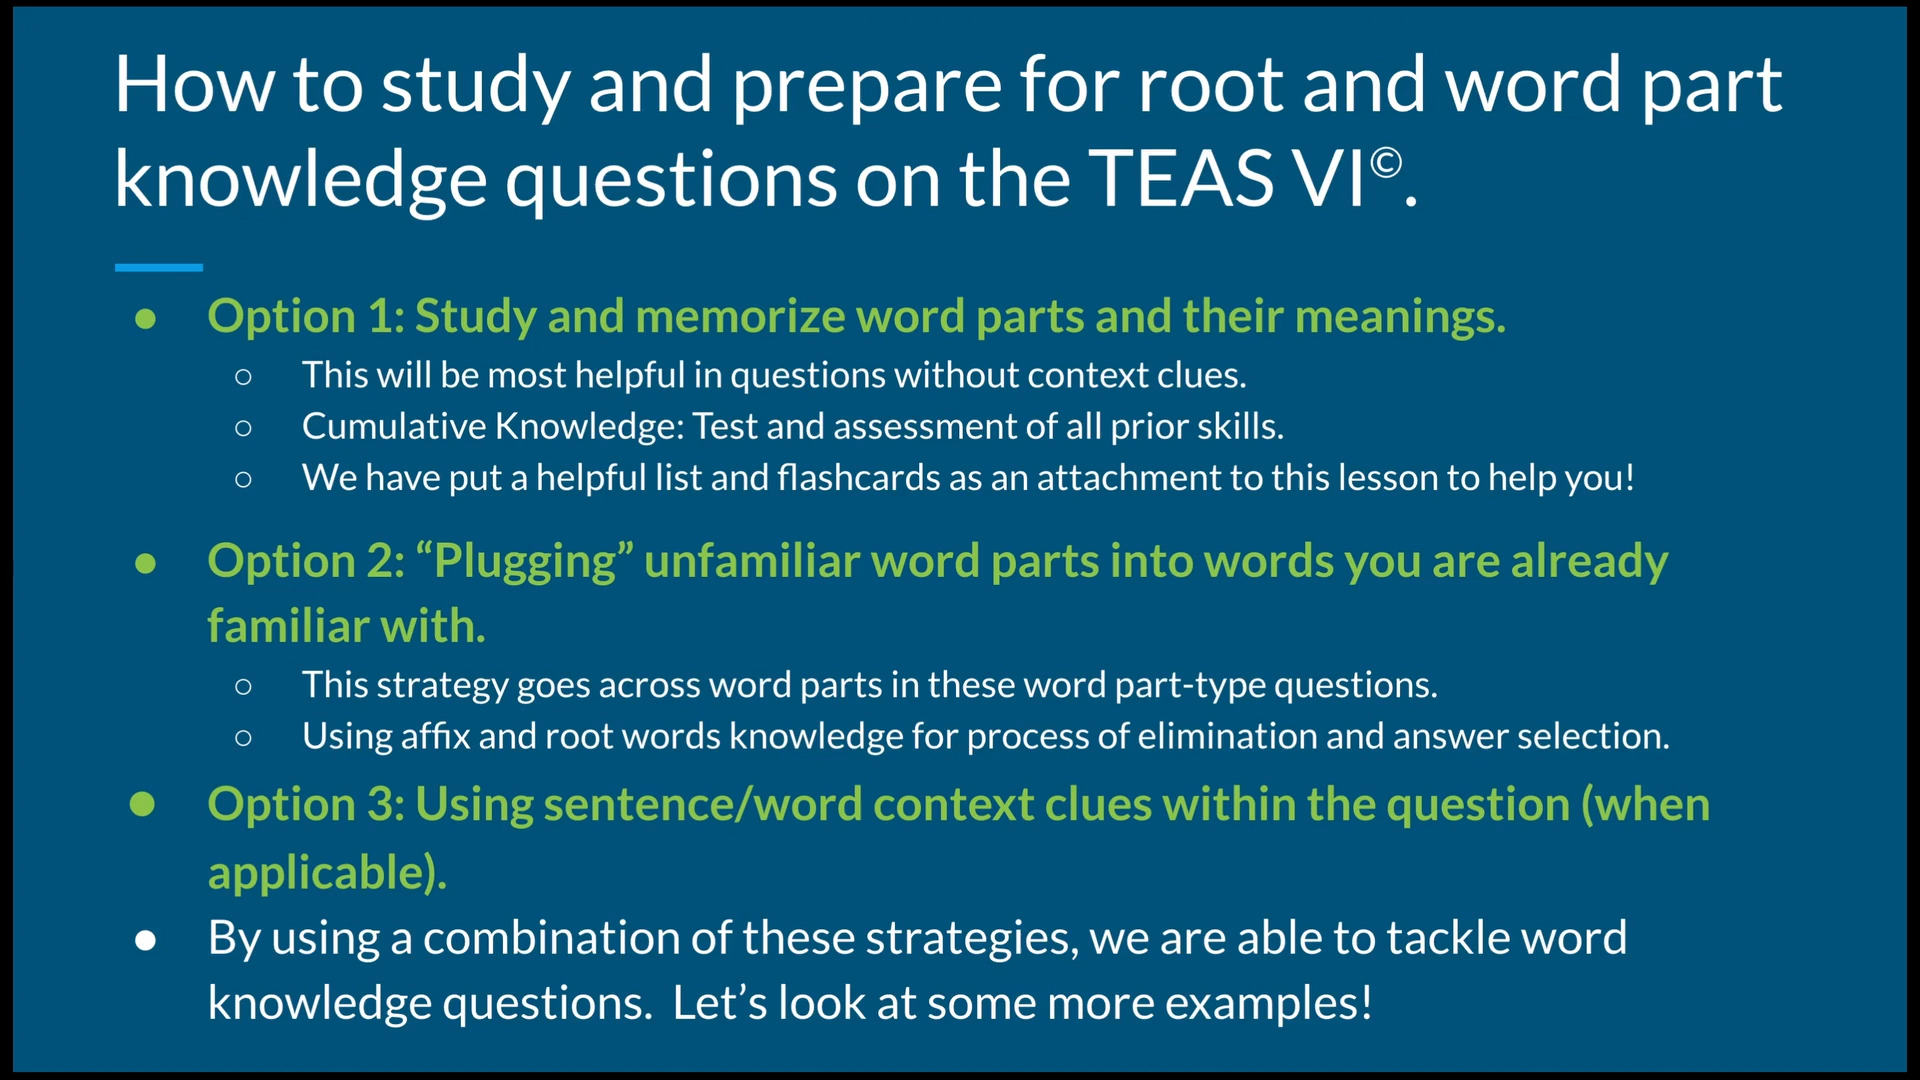 How to study and prepare for root and word part
knowledge questions on the TEAS VI©.
● Option 1: Study and memorize word parts and their meanings.
○ This will be most helpful in questions without context clues.
○ Cumulative Knowledge: Test and assessment of all prior skills.
○ We have put a helpful list and flashcards as an attachment to this lesson to help you!
● Option 2: “Plugging” unfamiliar word parts into words you are already
familiar with.
○ This strategy goes across word parts in these word part-type questions.
○ Using affix and root words knowledge for process of elimination and answer selection.
● Option 3: Using sentence/word context clues within the question (when
applicable).
● By using a combination of these strategies, we are able to tackle word
knowledge questions.  Let’s look at some more examples!